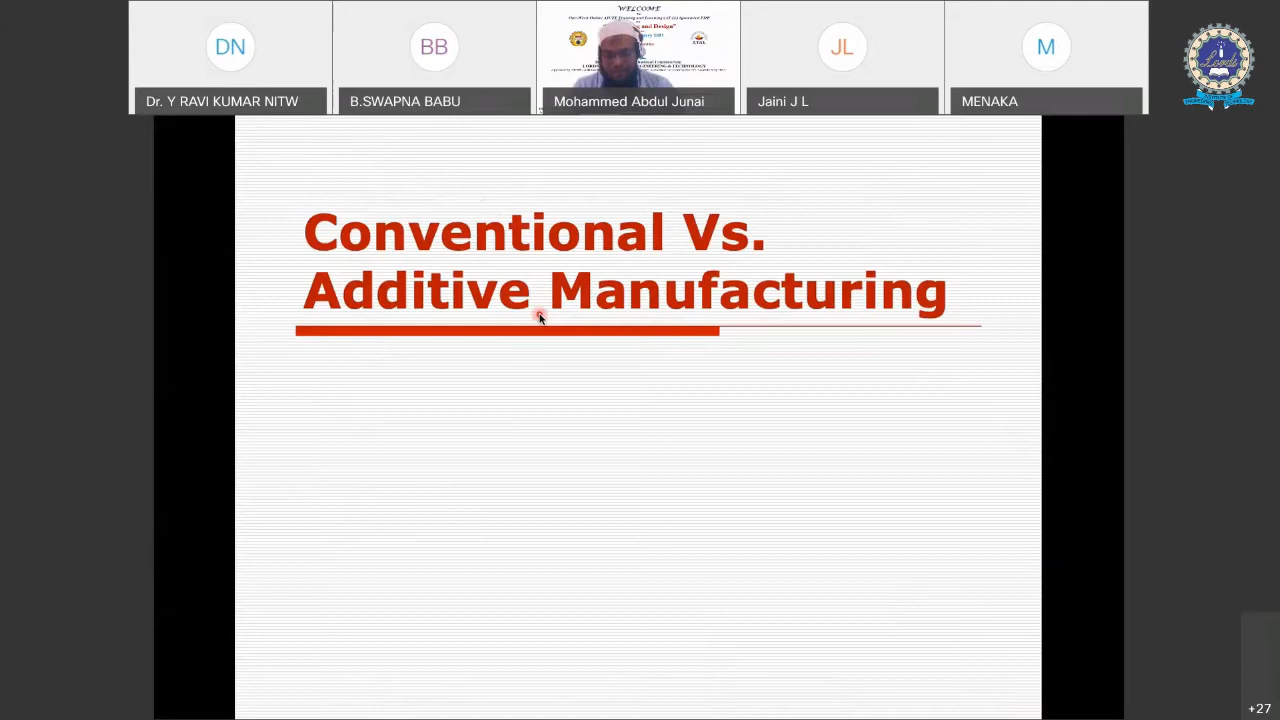 DN
BB
JL
M
WELCOME
Dr. Y RAVI KUMAR NITW
B.SWAPNA BABU
Mohammed Abdul Junai
Jaini J L
MENAKA
Lords
Conventional Vs.
Additive Manufacturing
+27